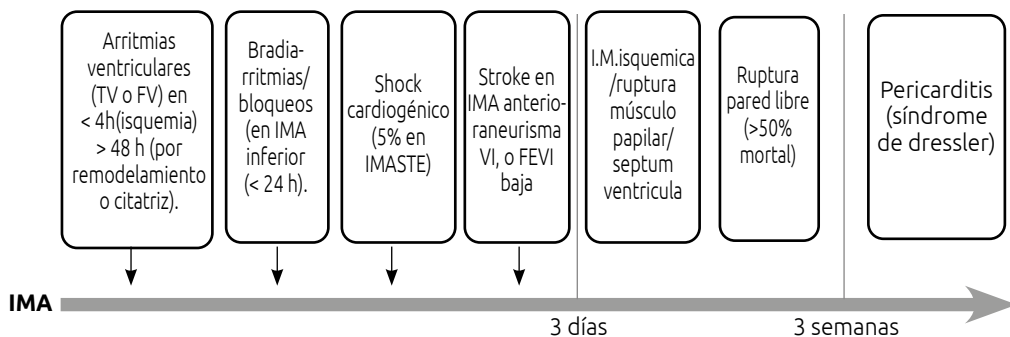 Arritmias
ventriculares
(TV o FV) en
< 4h(isquemia)
> 48 h (por
remodelamiento
o citatriz).
Bradia-
rritmias/
bloqueos
(en IMA
inferior
(< 24 h).
Shock
cardiogénico
(5% en
IMASTE)
Stroke en
IMA anterio-
raneurisma
VI, o FEVI
baja
I.M.isquemica
/ruptura
músculo
papilar/
septum
ventricula
Ruptura
pared libre
(>50%
mortal)
Pericarditis
(síndrome
de dressler)
IMA
3 días
3 semanas